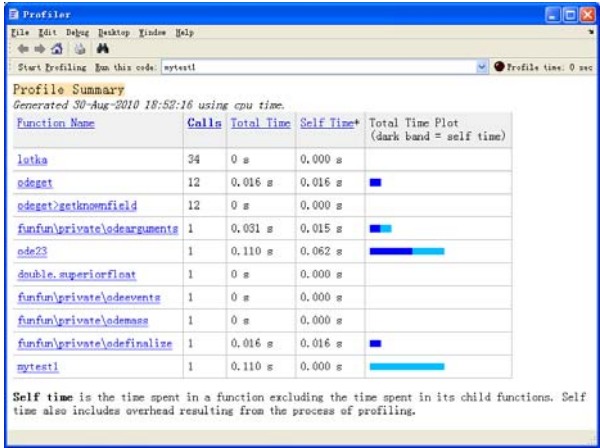 Profiler
File Edit Debug Desktop Window Help
Start Profiling Run this code: mytest1 Profile time: 0 sec
Profile Summary
Generated 30-Aug-2010 18:52:16 using cpu time.
Function Name Calls Total Time Self Time* Total Time Plot
(dark band = self time)
lotka 34 0 s 0.000 s
odeget 12 0.016 s 0.016 s
odeget>getknownfield 12 0 s 0.000 s
funfun\private\odearguments 1 0.031 s 0.015 s
ode23 1 0.110 s 0.062 s
double.superiorfloat 1 0 s 0.000 s
funfun\private\odeevents 1 0 s 0.000 s
funfun\private\odemass 1 0 s 0.000 s
funfun\private\odefinalize 1 0.016 s 0.016 s
mytest1 1 0.110 s 0.000 s
Self time is the time spent in a function excluding the time spent in its child functions. Self
time also includes overhead resulting from the process of profiling.